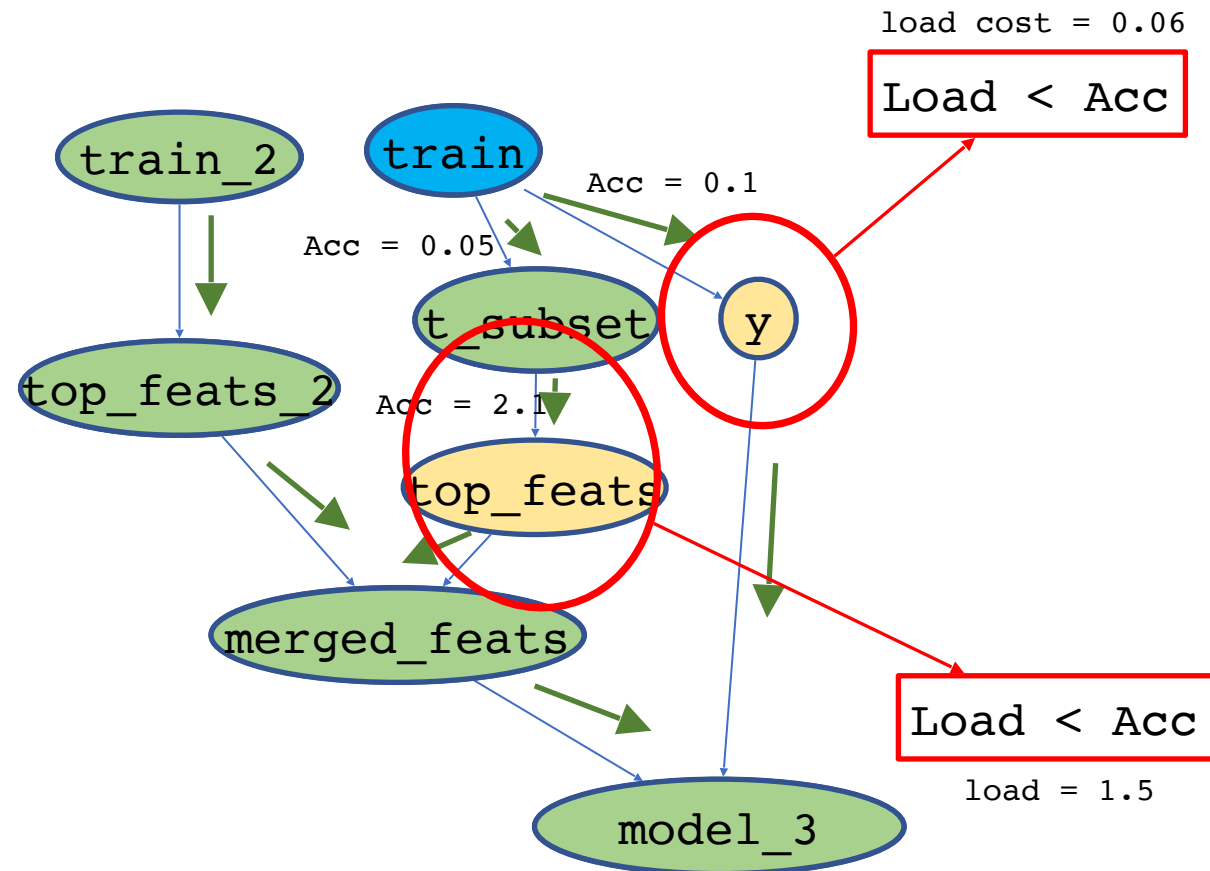 load cost = 0.06
Load < Acc
train_2
train
Acc = 0.1
Acc = 0.05
t_subset
y
top_feats_2
Acc = 2.1
top_feats
merged_feats
Load < Acc
load = 1.5
model_3